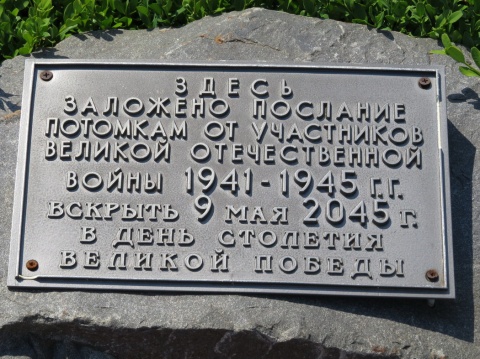 ЗДЕСЬ
ЗАЛОЖЕНО ПОСЛАНИЕ
ПОТОМКАМ ОТ УЧАСТНИКОВ
ВЕЛИКОЙ ОТЕЧЕСТВЕННОЙ
ВОЙНЫ 1941-1945 Г.Г.
ВСКРЫТЬ 9 МАЯ 2045 Г.
В ДЕНЬ СТОЛЕТИЯ
ВЕЛИКОЙ ПОБЕДЫ